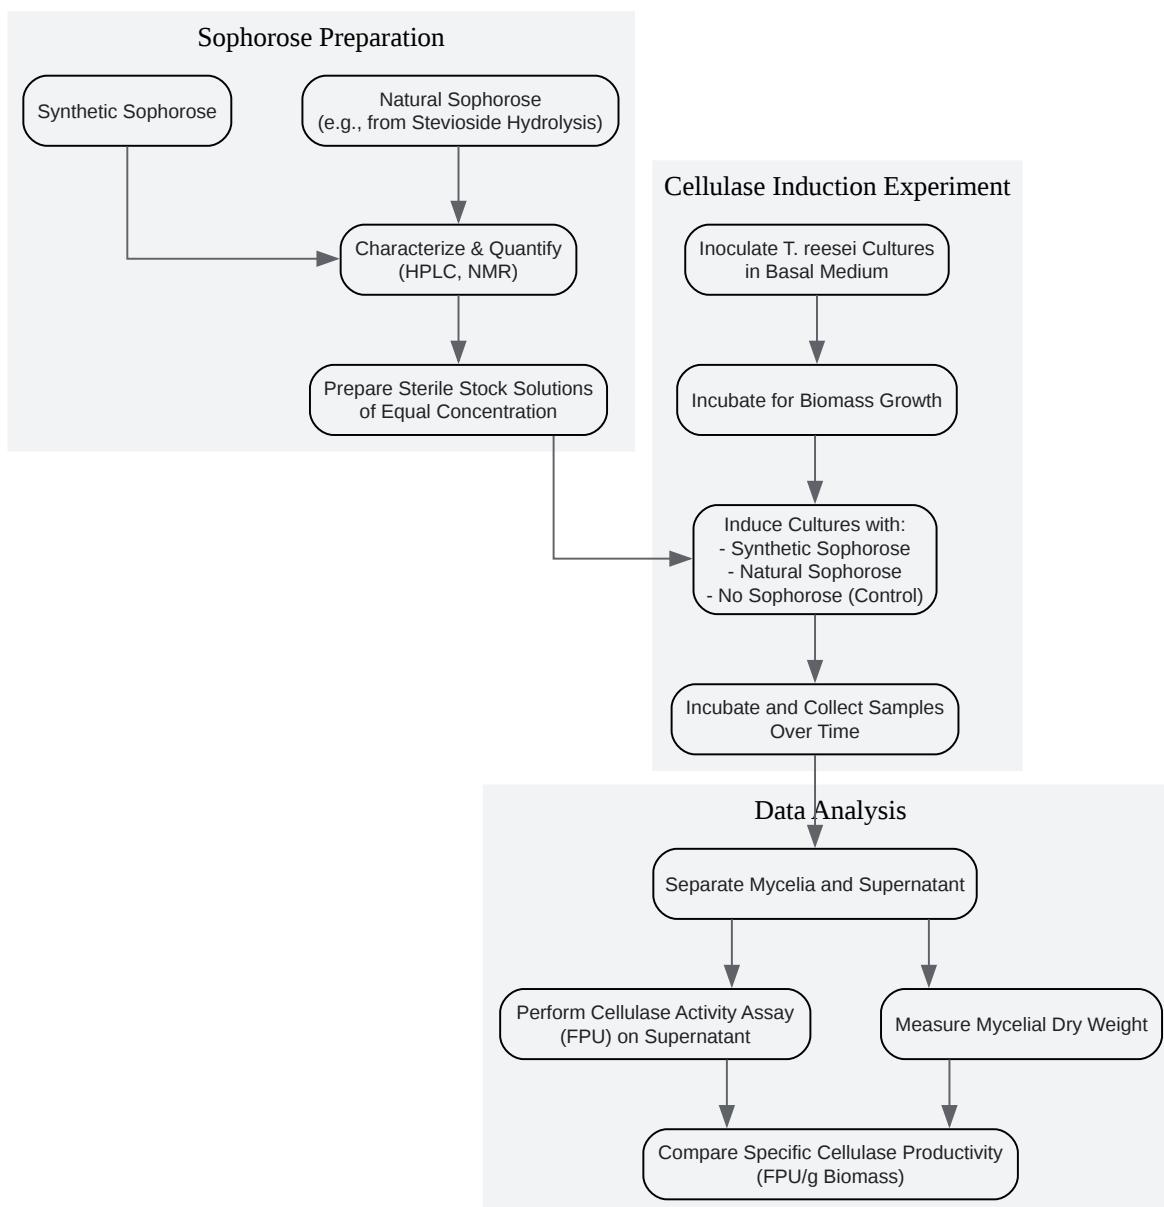 Sophorose Preparation
Synthetic Sophorose
Natural Sophorose
(e.g., from Stevioside Hydrolysis)
Characterize & Quantify
(HPLC, NMR)
Prepare Sterile Stock Solutions
of Equal Concentration
Cellulase Induction Experiment
Inoculate T. reesei Cultures
in Basal Medium
Incubate for Biomass Growth
Induce Cultures with:
- Synthetic Sophorose
- Natural Sophorose
- No Sophorose (Control)
Incubate and Collect Samples
Over Time
Data Analysis
Separate Mycelia and Supernatant
Perform Cellulase Activity Assay
(FPU) on Supernatant
Measure Mycelial Dry Weight
Compare Specific Cellulase Productivity
(FPU/g Biomass)